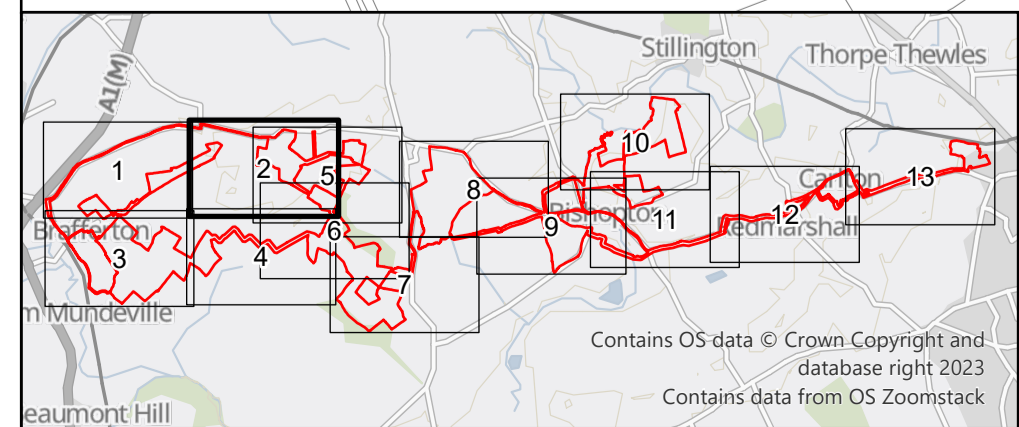 Stillington
Thorpe Thewles
A1(M)
1
2
5
10
8
Carlton
13
Brafferton
6
Bishopton
11
9
12
Redmarshall
3
4
7
m Mundeville
Contains OS data © Crown Copyright and
database right 2023
Contains data from OS Zoomstack
eaumont Hill